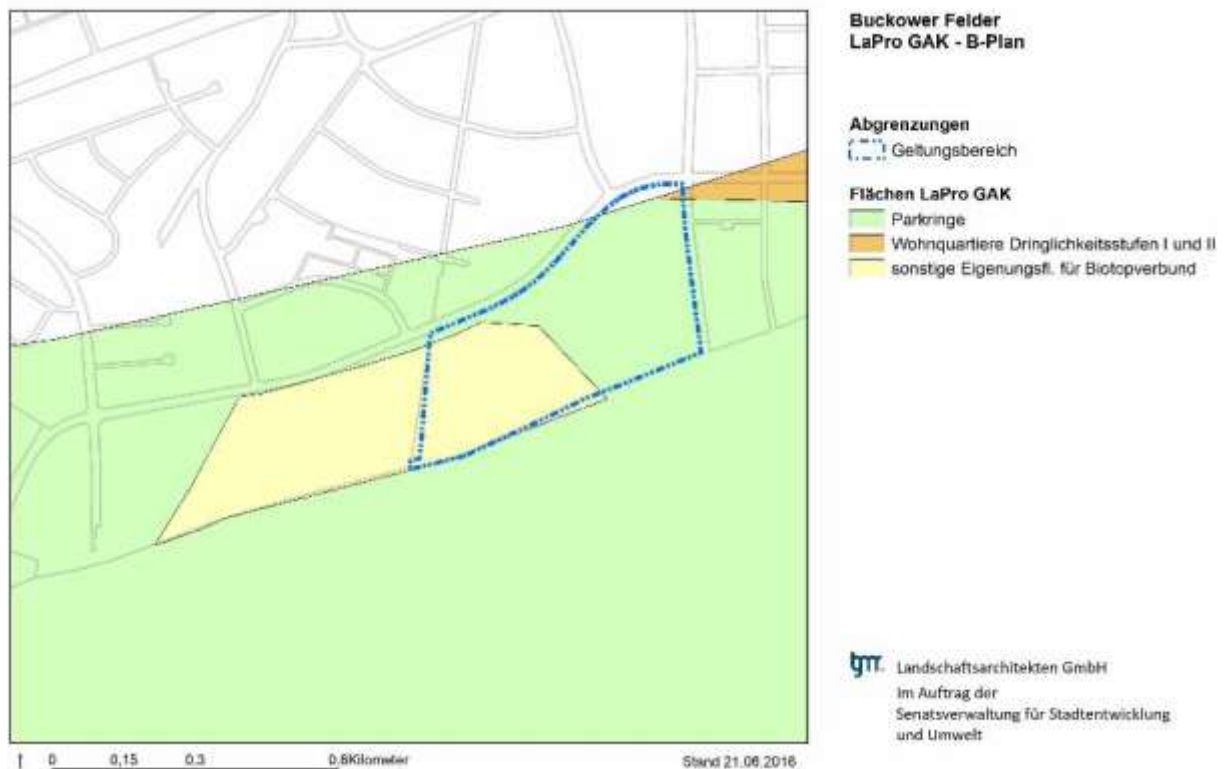 Buckower Felder
LaPro GAK - B-Plan
Abgrenzungen
Geltungsbereich
Flächen LaPro GAK
Parkringe
Wohnquartiere Dringlichkeitsstufen I und II
sonstige Eigenungsfl. für Biotopverbund
gmr. Landschaftsarchitekten GmbH
Im Auftrag der
Senatsverwaltung für Stadtentwicklung
und Umwelt
0 0,15 0,3 0,6Kilometer
Stand 21.06.2016